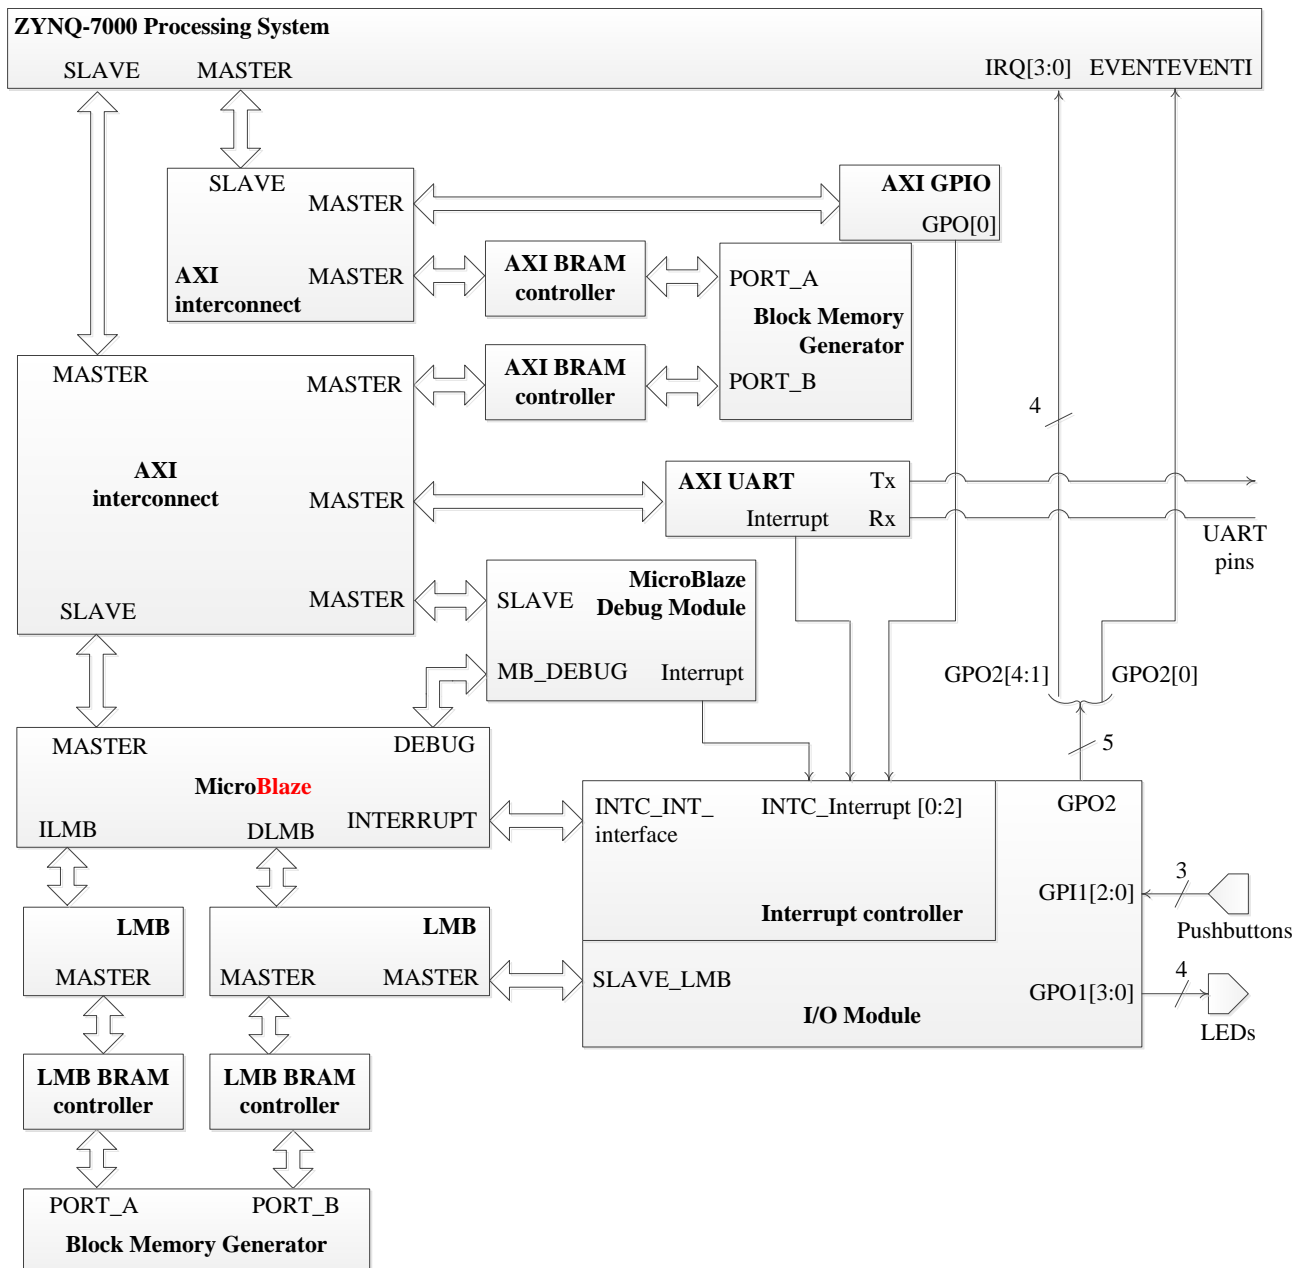 ZYNQ-7000 Processing System
SLAVE
MASTER
IRQ[3:0]
EVENTEVENTI
SLAVE
MASTER
MASTER
AXI
interconnect
AXI GPIO
GPO[0]
AXI BRAM
controller
PORT_A
Block Memory
Generator
PORT_B
AXI BRAM
controller
MASTER
MASTER
AXI
interconnect
MASTER
MASTER
SLAVE
4
AXI UART
Tx
Interrupt
Rx
UART
pins
MicroBlaze
Debug Module
SLAVE
MB_DEBUG
Interrupt
GPO2[4:1]
GPO2[0]
5
MASTER
DEBUG
MicroBlaze
INTERRUPT
ILMB
DLMB
INTC_INT_
interface
INTC_Interrupt [0:2]
Interrupt controller
GPO2
GPI1[2:0]
3
Pushbuttons
GPO1[3:0]
4
LEDs
SLAVE_LMB
I/O Module
LMB
MASTER
LMB
MASTER
MASTER
LMB BRAM
controller
LMB BRAM
controller
PORT_A
PORT_B
Block Memory Generator